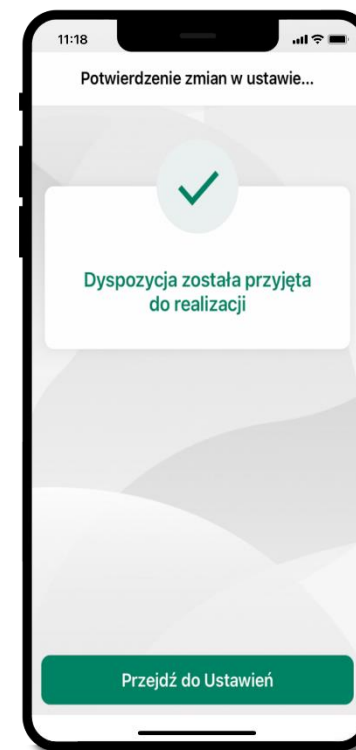 11:18
Potwierdzenie zmian w ustawie...
Dyspozycja została przyjęta
do realizacji
Przejdź do Ustawień